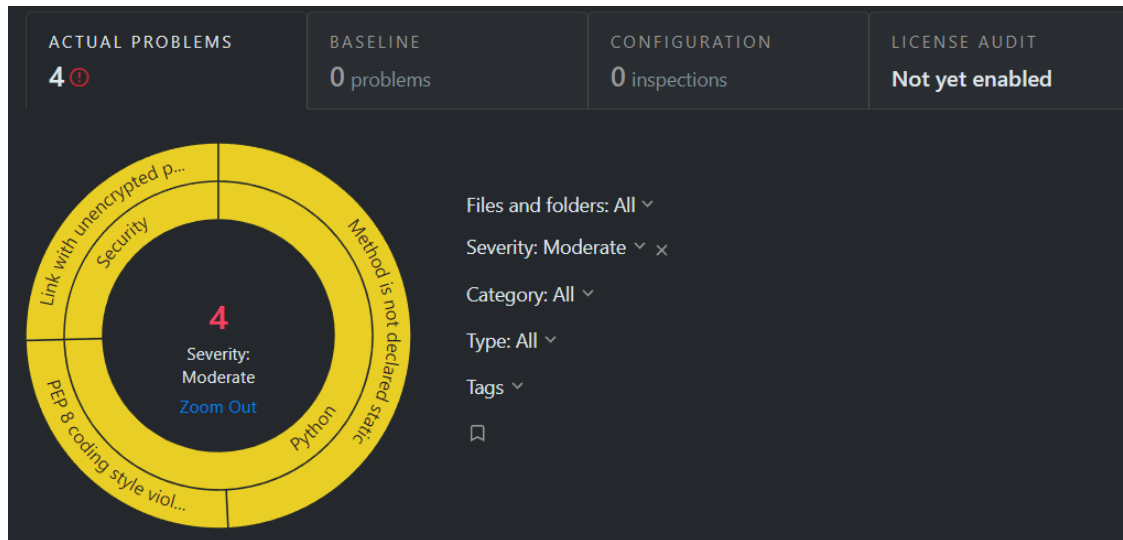 ACTUAL PROBLEMS
4
BASELINE
0 problems
CONFIGURATION
0 inspections
LICENSE AUDIT
Not yet enabled
Link with unencrypted p...
Security
Method is not declared static
Python
PEP 8 coding style viol...
4
Severity:
Moderate
Zoom Out
Files and folders: All
Severity: Moderate
Category: All
Type: All
Tags